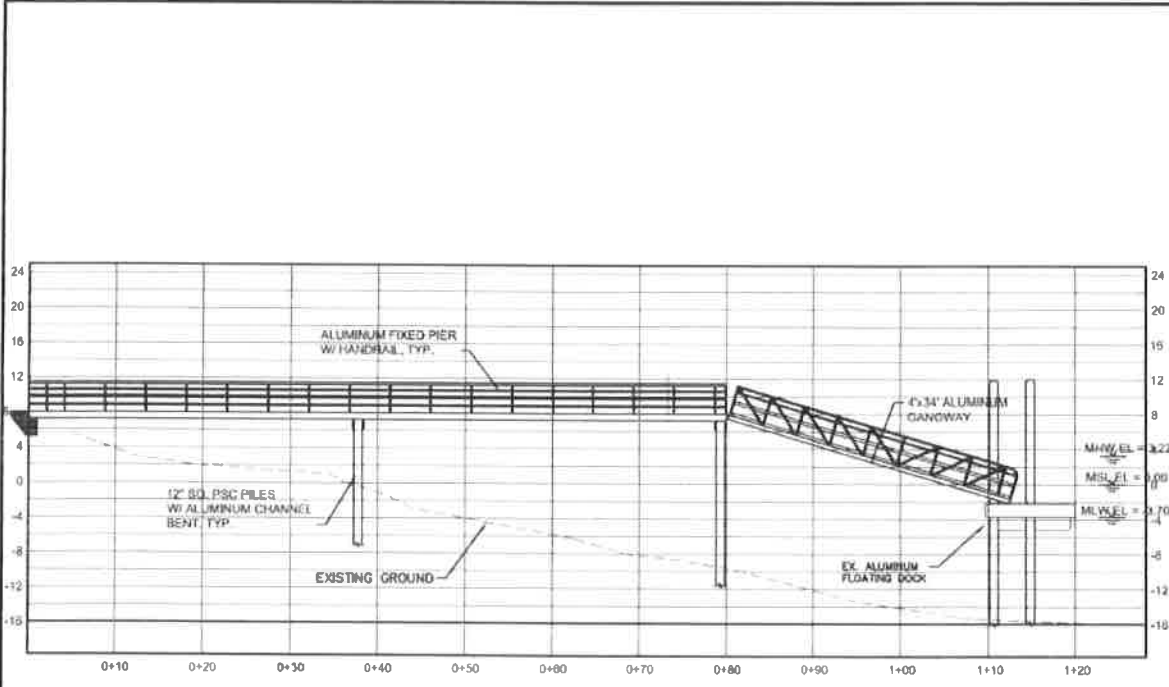 24
20
16
12
8
4
0
-4
-8
-12
-16
24
20
16
12
8
4
0
-4
-8
-12
-16
ALUMINUM FIXED PIER
W/ HANDRAIL, TYP.
4'x34' ALUMINUM
GANGWAY
MHW, EL =
MSL, EL =
MLW, EL =
12" SQ. PSC PILES
W/ ALUMINUM CHANNEL
BENT, TYP
EXISTING GROUND
EX. ALUMINUM
FLOATING DOCK
0+10 0+20 0+30 0+40 0+50 0+60 0+70 0+80 0+90 1+00 1+10 1+20